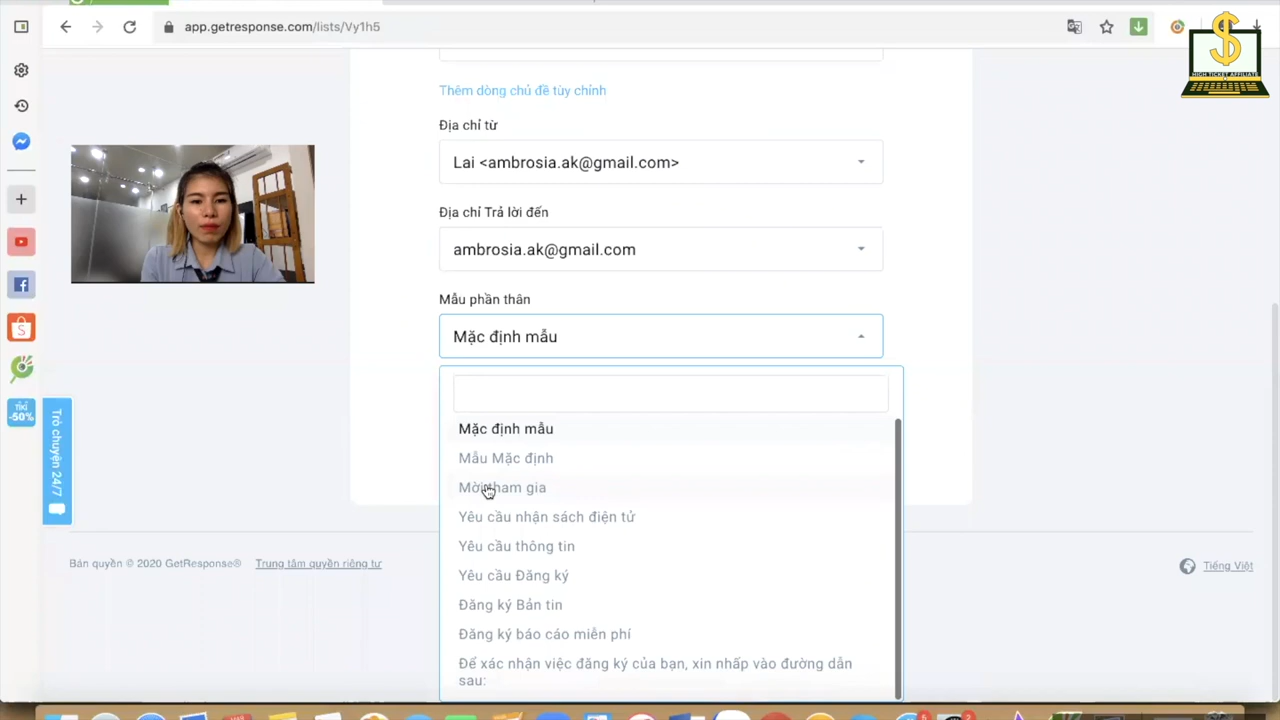 app.getresponse.com/lists/Vy1h5
HIGH TICKET AFFILIATE
Thêm dòng chủ đề tùy chỉnh
Địa chỉ từ
Lai <ambrosia.ak@gmail.com>
Địa chỉ Trả lời đến
ambrosia.ak@gmail.com
Mẫu phần thân
Mặc định mẫu
Mặc định mẫu
Mẫu Mặc định
Mời tham gia
Yêu cầu nhận sách điện tử
Yêu cầu thông tin
Yêu cầu Đăng ký
Đăng ký Bản tin
Đăng ký báo cáo miễn phí
Để xác nhận việc đăng ký của bạn, xin nhấp vào đường dẫn
sau:
TIKI
-50%
Trò chuyện 24/7
Bản quyền © 2020 GetResponse®
Trung tâm quyền riêng tư
Tiếng Việt